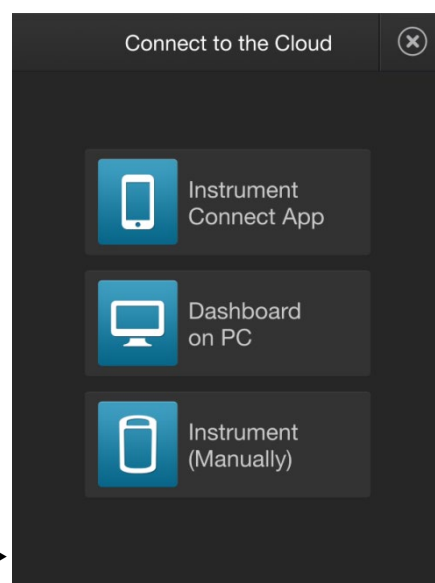 Connect to the Cloud
Instrument
Connect App
Dashboard
on PC
Instrument
(Manually)